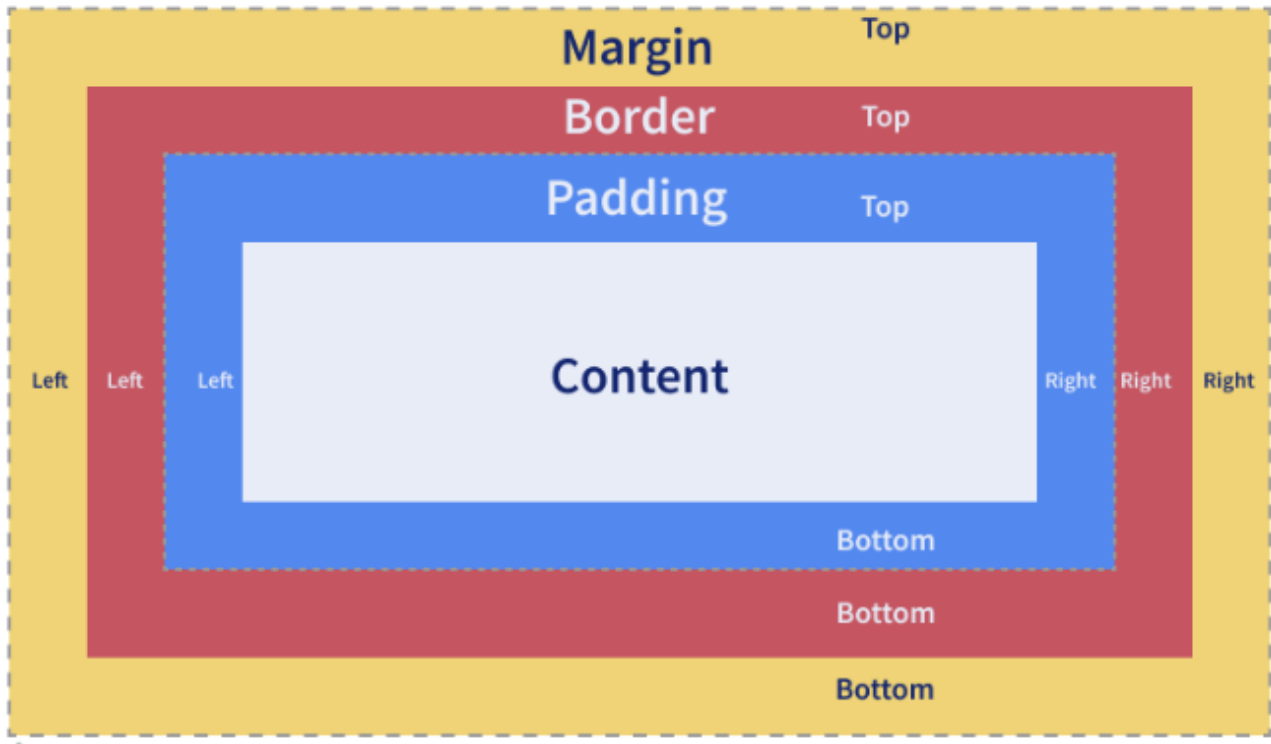 Margin Top
Border Top
Padding Top
Left Left Left Content Right Right Right
Bottom
Bottom
Bottom